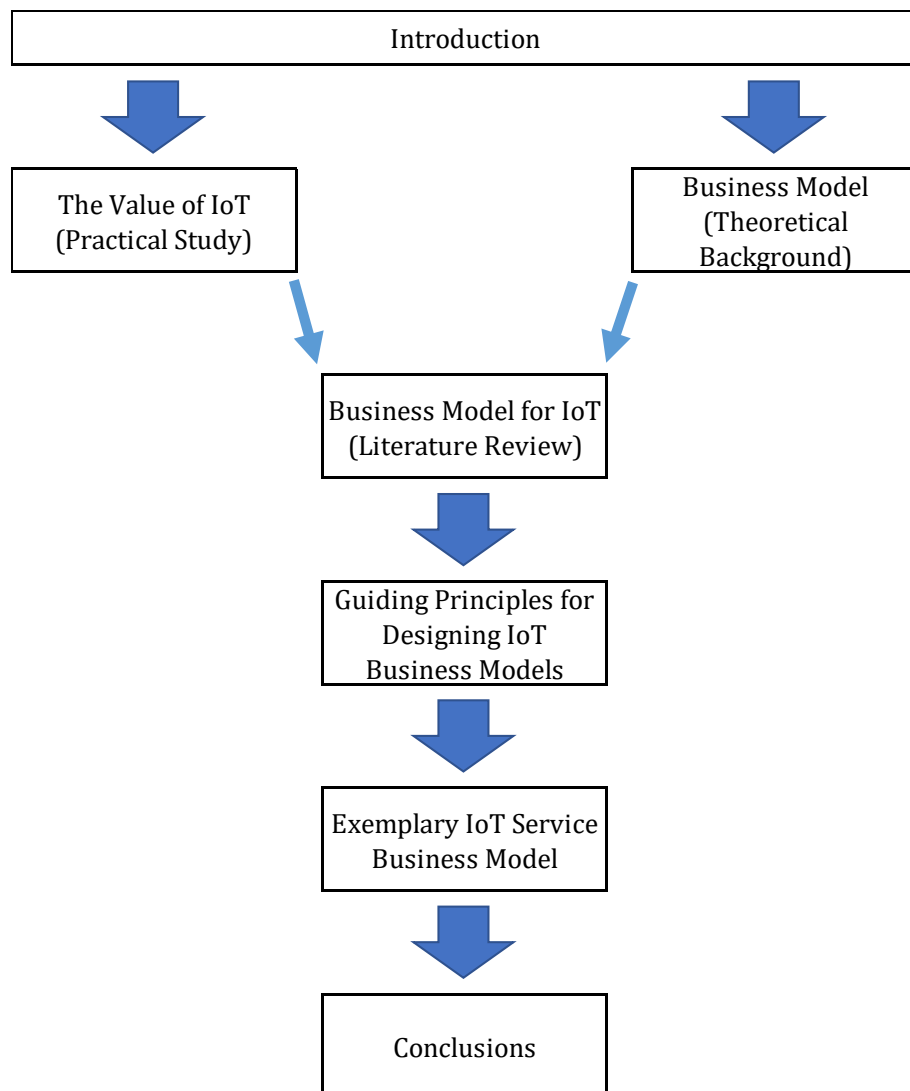 Introduction
The Value of IoT
(Practical Study)
Business Model
(Theoretical
Background)
Business Model for IoT
(Literature Review)
Guiding Principles for
Designing IoT
Business Models
Exemplary IoT Service
Business Model
Conclusions